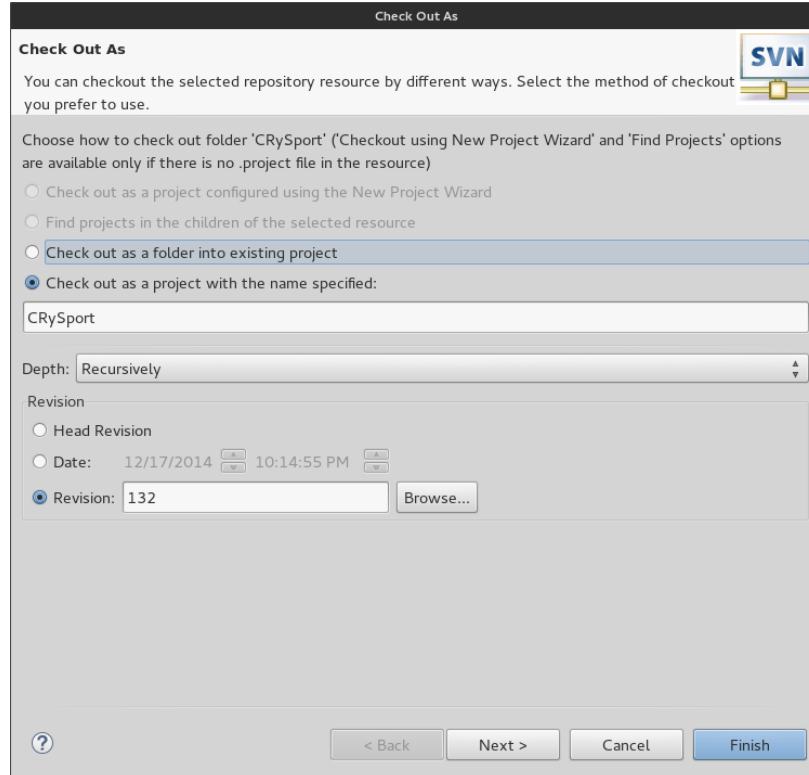 Check Out As
Check Out As
SVN
You can checkout the selected repository resource by different ways. Select the method of checkout
you prefer to use.
Choose how to check out folder 'CRySport' ('Checkout using New Project Wizard' and 'Find Projects' options
are available only if there is no .project file in the resource)
Check out as a project configured using the New Project Wizard
Find projects in the children of the selected resource
Check out as a folder into existing project
Check out as a project with the name specified:
CRySport
Depth: Recursively
Revision
Head Revision
Date: 12/17/2014 10:14:55 PM
Revision: 132 Browse...
? < Back Next > Cancel Finish